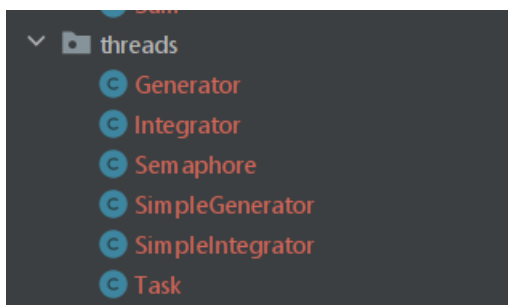 threads
C Generator
C Integrator
C Semaphore
C SimpleGenerator
C SimpleIntegrator
C Task